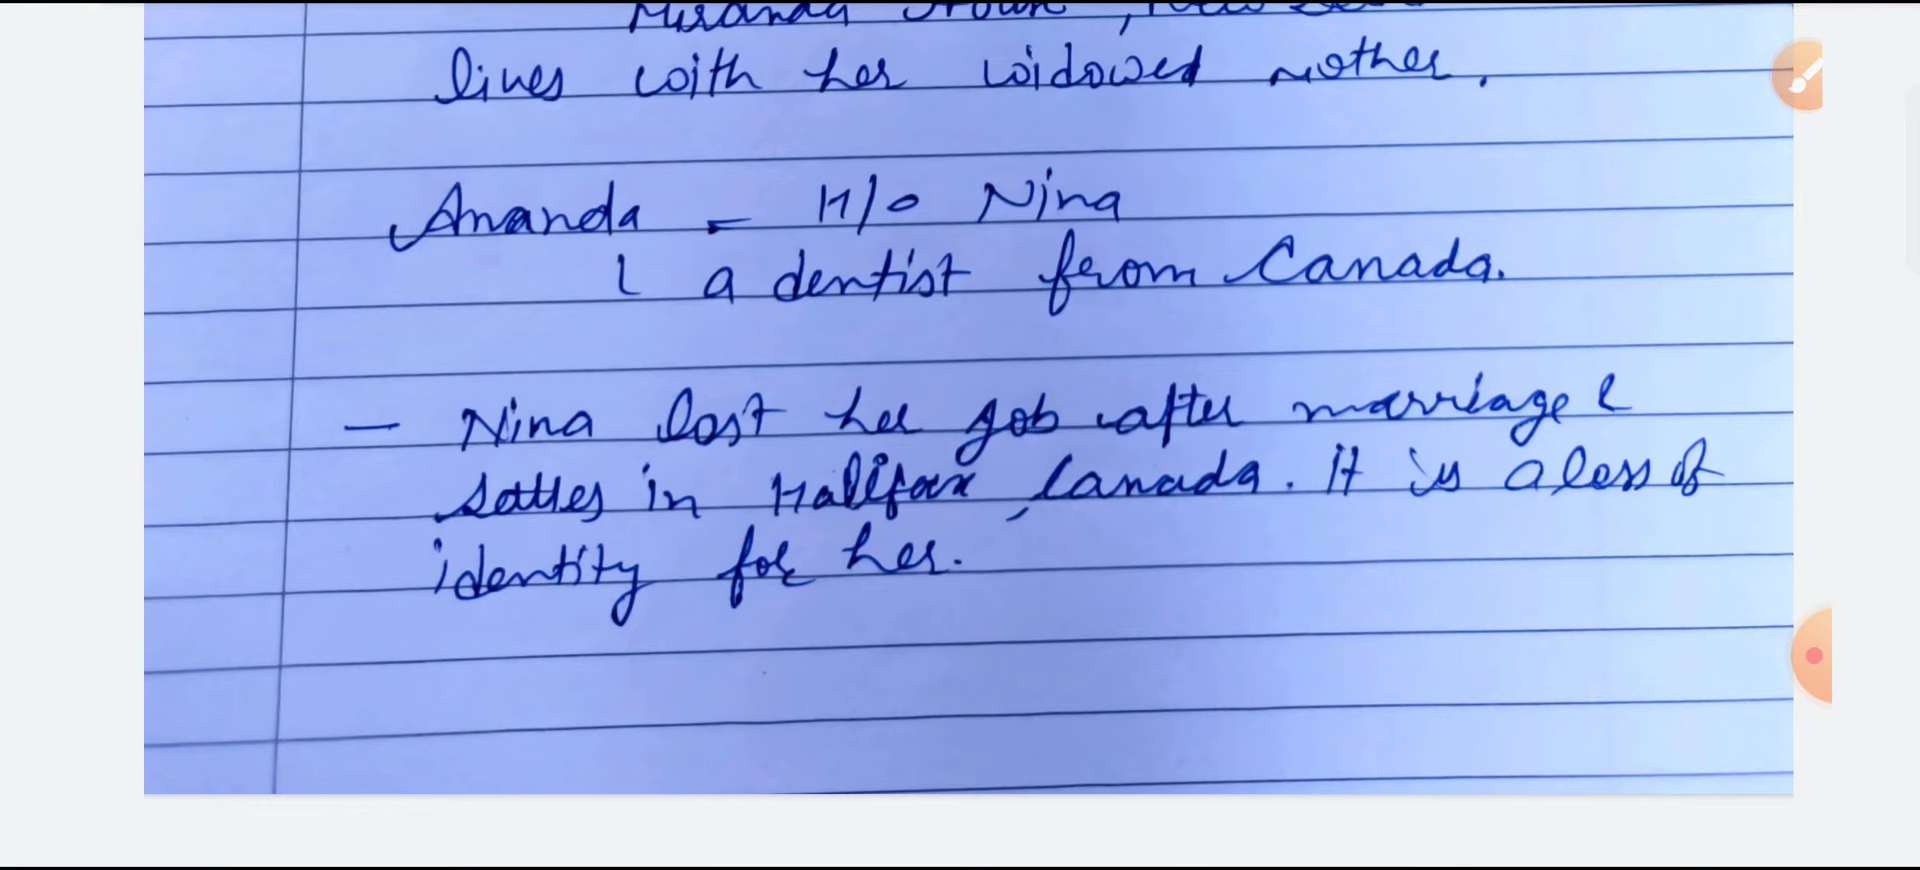 lives with her widowed mother.
Ananda - H/o Nina
a dentist from Canada.
- Nina lost her job after marriage &
settles in Halifax, Canada. It is a loss of
identity for her.